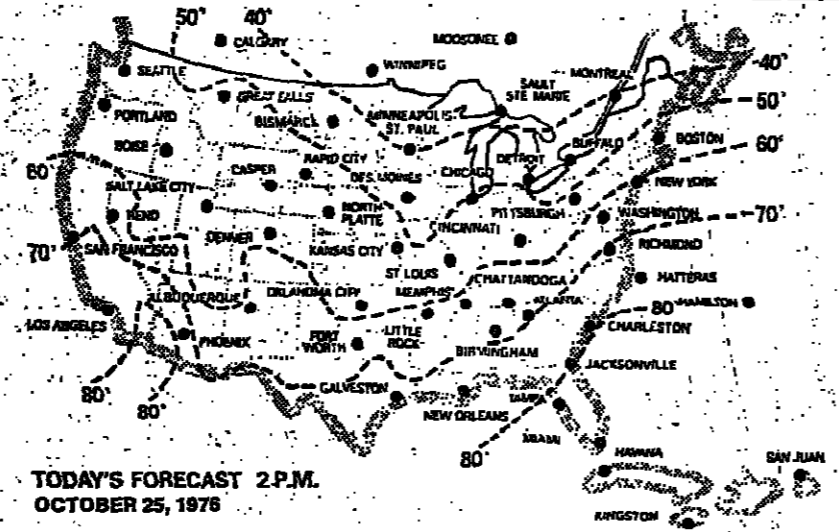 50° 40°
CALGARY
MOOSONEE
WINNIPEG
SEATTLE
SAULT
STE MARIE
MONTREAL
40°
GREAT FALLS
50°
PORTLAND
BISMARCK
MINNEAPOLIS
ST. PAUL
BUFFALO
BOSTON
BOISE
60°
RAPID CITY
DETROIT
60°
CASPER
DES MOINES
CHICAGO
NEW YORK
SALT LAKE CITY
RENO
NORTH
PLATTE
PITTSBURGH
WASHINGTON
70°
CINCINNATI
70°
SAN FRANCISCO
DENVER
KANSAS CITY
RICHMOND
ST LOUIS
CHATTANOOGA
HATTERAS
ALBUQUERQUE
OKLAHOMA CITY
MEMPHIS
ATLANTA
80°
HAMILTON
LOS ANGELES
PHOENIX
FORT
WORTH
LITTLE
ROCK
BIRMINGHAM
CHARLESTON
JACKSONVILLE
80°
80°
GALVESTON
NEW ORLEANS
TAMPA
MIAMI
80°
HAVANA
SAN JUAN
KINGSTON
TODAY'S FORECAST 2 P.M.
OCTOBER 25, 1976